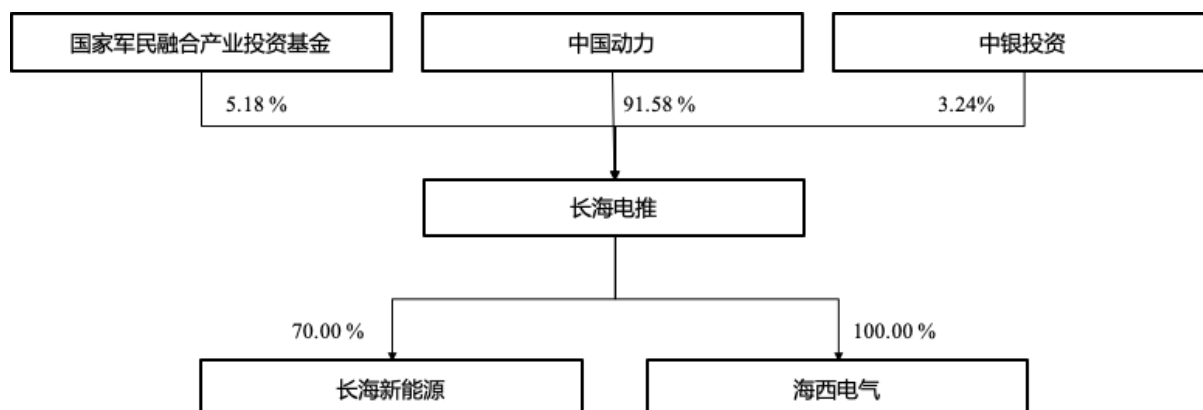 国家军民融合产业投资基金
中国动力
中银投资
5.18 %
91.58 %
3.24%
长海电推
70.00 %
100.00 %
长海新能源
海西电气